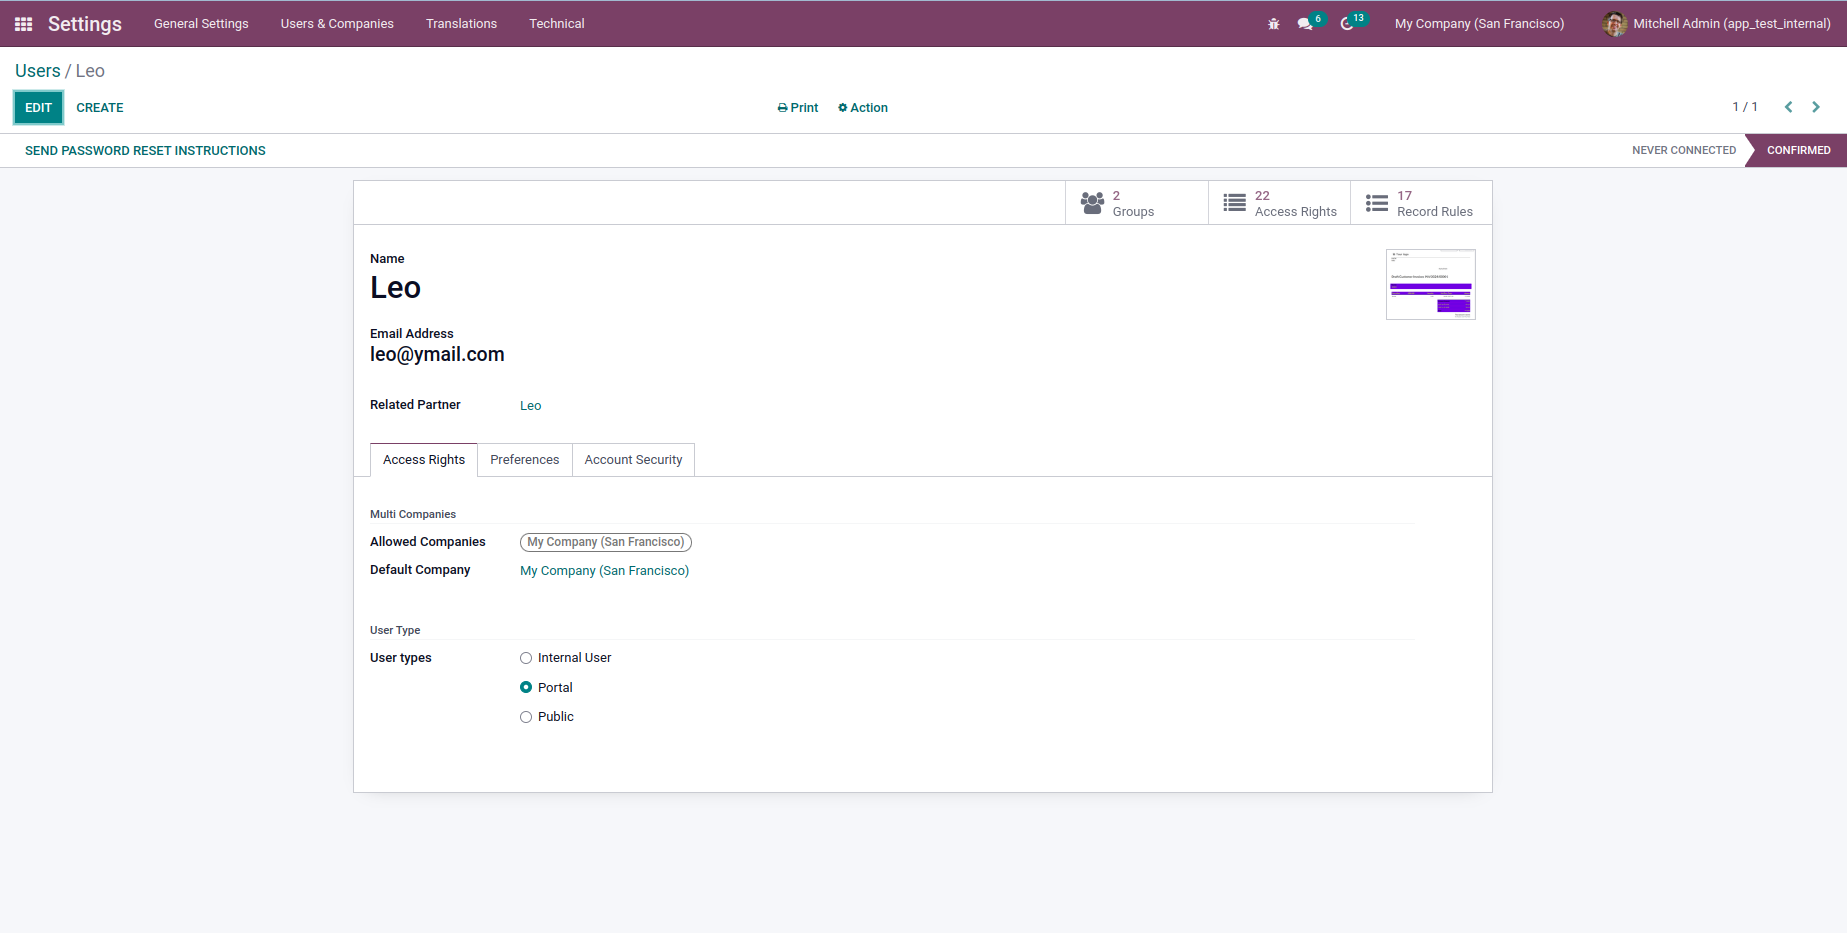 Settings General Settings Users & Companies Translations Technical 6 13 My Company (San Francisco) Mitchell Admin (app_test_internal)
Users / Leo
EDIT CREATE Print Action 1 / 1
SEND PASSWORD RESET INSTRUCTIONS NEVER CONNECTED CONFIRMED
2 22 17
Groups Access Rights Record Rules
Name
Leo
Email Address
leo@ymail.com
Related Partner Leo
Access Rights Preferences Account Security
Multi Companies
Allowed Companies My Company (San Francisco)
Default Company My Company (San Francisco)
User Type
User types Internal User
Portal
Public